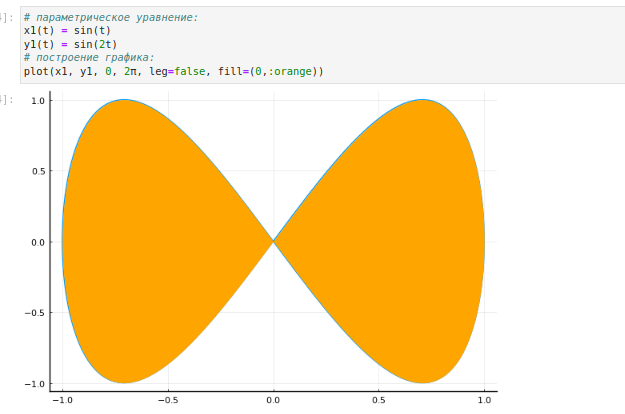 ]:
# параметрическое уравнение:
x1(t) = sin(t)
y1(t) = sin(2t)
# построение графика:
plot(x1, y1, 0, 2π, leg=false, fill=(0,:orange))
]:
1.0
0.5
0.0
−0.5
−1.0
−1.0 −0.5 0.0 0.5 1.0